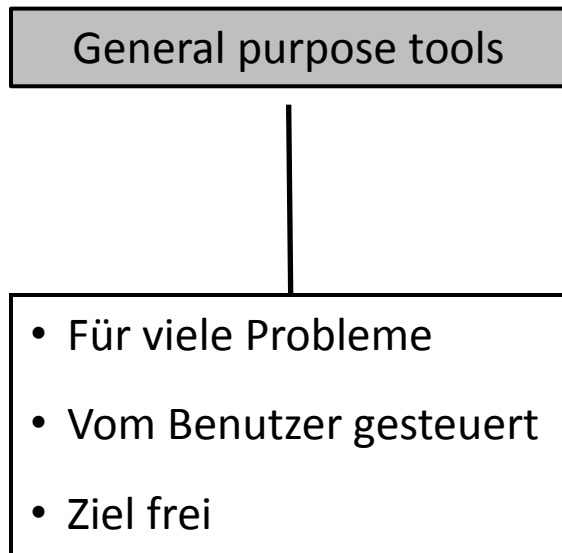 General purpose tools
• Für viele Probleme
• Vom Benutzer gesteuert
• Ziel frei